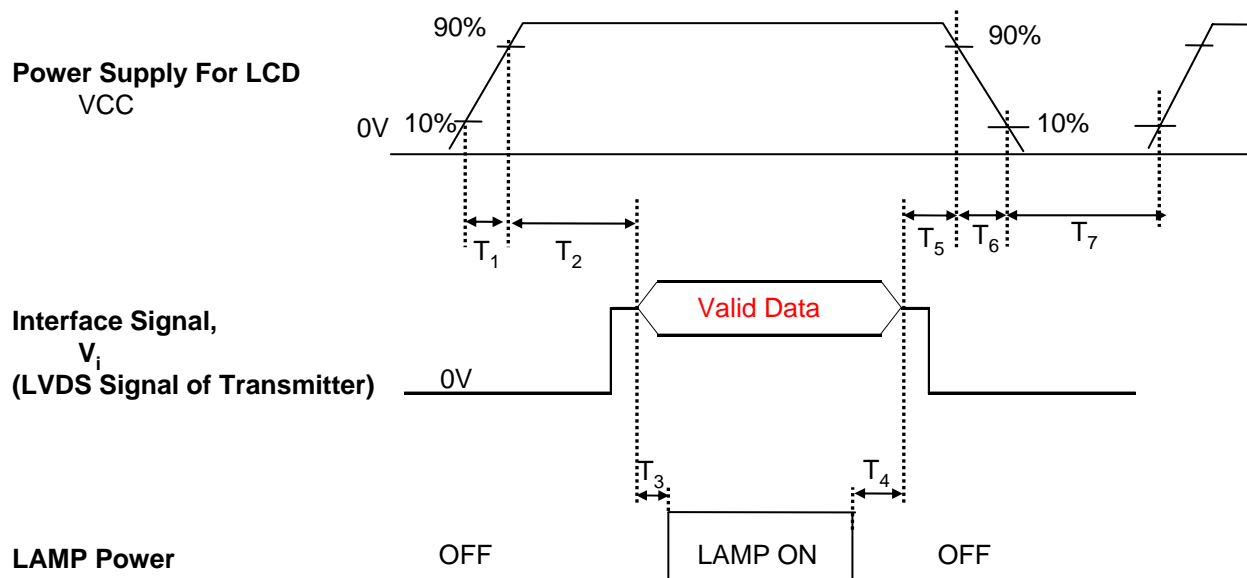 90%
90%
Power Supply For LCD
VCC
0V
10%
10%
T1
T2
T5
T6
T7
Valid Data
Interface Signal,
Vi
(LVDS Signal of Transmitter)
0V
T3
T4
LAMP Power
OFF
LAMP ON
OFF